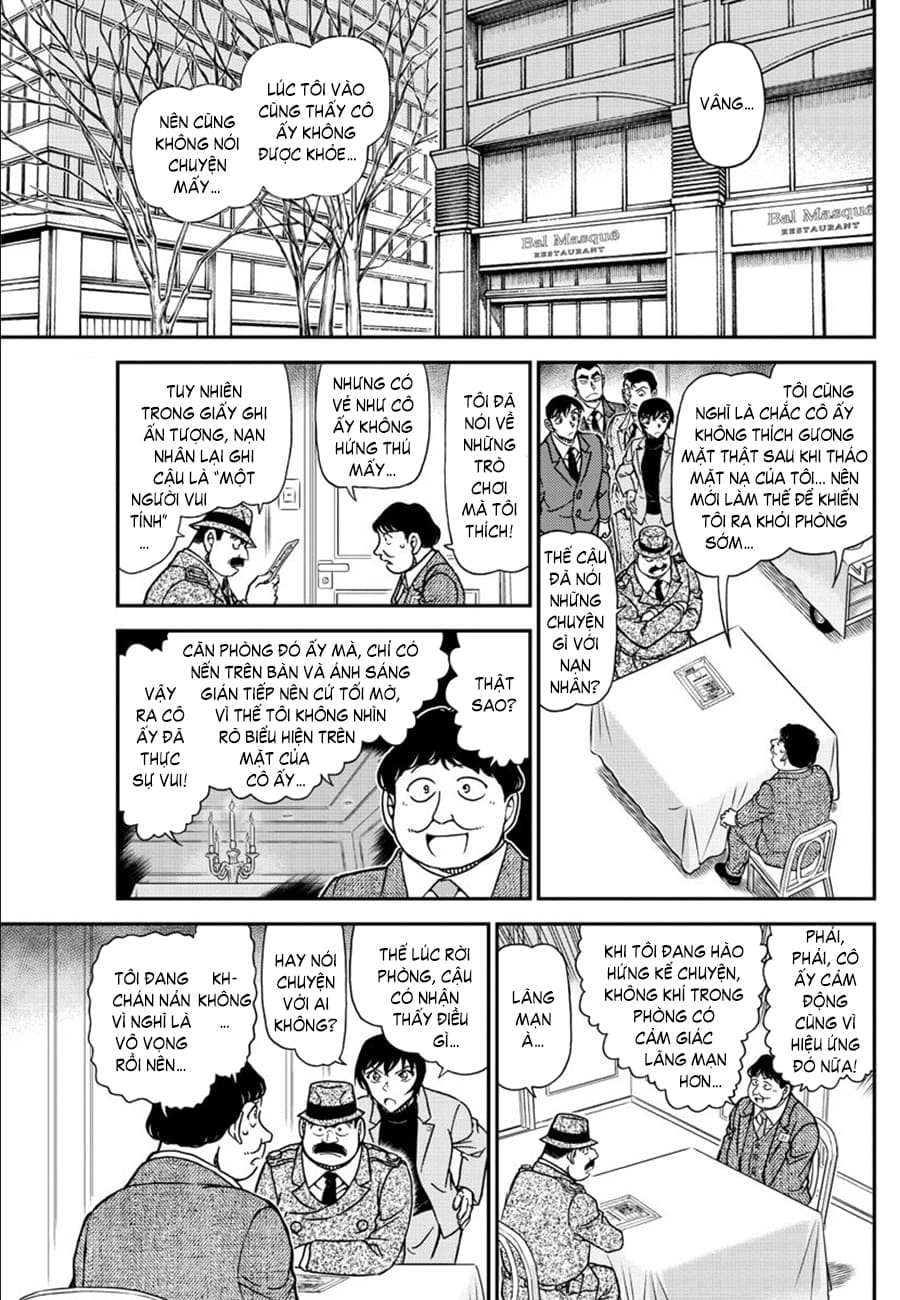 VÂNG...
Bal Masquê
RESTAURANT
Bal Masquê
RESTAURANT
LÚC TÔI VÀO
CŨNG THẤY CÔ
ẤY KHÔNG
ĐƯỢC KHỎE...
NÊN CŨNG
KHÔNG NÓI
CHUYỆN
MẤY...
TÔI CŨNG
NGHĨ LÀ CHẮC CÔ ẤY
KHÔNG THÍCH GƯƠNG
MẶT THẬT SAU KHI THÁO
MẶT NẠ CỦA TÔI... NÊN
MỚI LÀM THẾ ĐỂ KHIẾN
TÔI RA KHỎI PHÒNG
SỚM...
THẾ CẬU
ĐÃ NÓI
NHỮNG
CHUYỆN
GÌ VỚI
NẠN
NHÂN?
TÔI ĐÃ
NÓI VỀ
NHỮNG
TRÒ
CHƠI
MÀ TÔI
THÍCH!
NHƯNG CÓ
VẺ NHƯ CÔ
ẤY KHÔNG
HỨNG THÚ
MẤY...
TUY NHIÊN
TRONG GIẤY GHI
ẤN TƯỢNG, NẠN
NHÂN LẠI GHI
CẬU LÀ "MỘT
NGƯỜI VUI
TÍNH"
...
THẬT
SAO?
CĂN PHÒNG ĐÓ ẤY MÀ, CHỈ CÓ
NẾN TRÊN BÀN VÀ ÁNH SÁNG
GIÁN TIẾP NÊN CỨ TỐI MỜ,
VÌ THẾ TÔI KHÔNG NHÌN
RÕ BIỂU HIỆN TRÊN
MẶT CỦA
CÔ ẤY...
VẬY
RA CÔ
ẤY ĐÃ
THỰC
SỰ VUI!
PHẢI,
PHẢI, CÔ
ẤY CẢM
ĐỘNG
CŨNG VÌ
HIỆU ỨNG
ĐÓ NỮA!
KHI TÔI ĐANG HÀO
HỨNG KỂ CHUYỆN,
KHÔNG KHÍ TRONG
PHÒNG CÓ
CẢM GIÁC
LÃNG MẠN
HƠN...
LÃNG
MẠN
À...
THẾ LÚC RỜI
PHÒNG, CẬU
CÓ NHẬN
THẤY ĐIỀU
GÌ...
HAY NÓI
CHUYỆN
VỚI AI
KHÔNG?
KH-
KHÔNG
...
TÔI ĐANG
CHÁN NẢN
VÌ NGHĨ LÀ
VÔ VỌNG
RỒI NÊN...